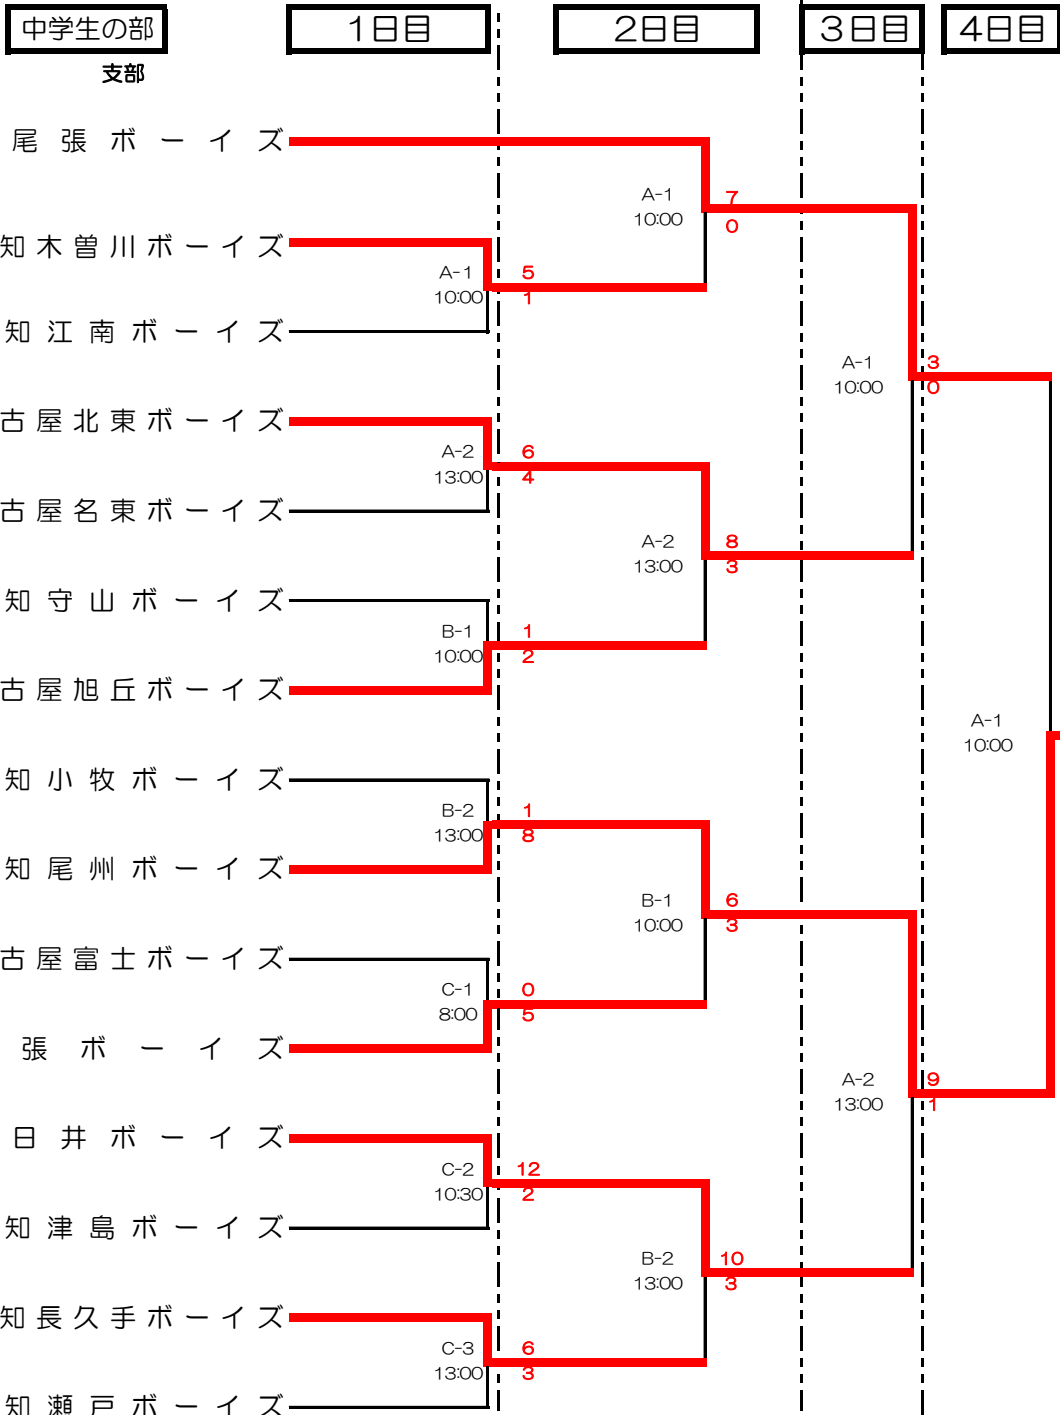 中学生の部 1日目 2日目 3日目 4日目
支部
尾張ボーイズ
A-1
10:00
7
0
知木曽川ボーイズ
A-1
10:00
5
1
知江南ボーイズ
A-1
10:00
3
0
古屋北東ボーイズ
A-2
13:00
6
4
古屋名東ボーイズ
A-2
13:00
8
3
知守山ボーイズ
B-1
10:00
1
2
古屋旭丘ボーイズ
A-1
10:00
知小牧ボーイズ
B-2
13:00
1
8
知尾州ボーイズ
B-1
10:00
6
3
古屋富士ボーイズ
C-1
8:00
0
5
張ボーイズ
A-2
13:00
9
1
日井ボーイズ
C-2
10:30
12
2
知津島ボーイズ
B-2
13:00
10
3
知長久手ボーイズ
C-3
13:00
6
3
知瀬戸ボーイズ